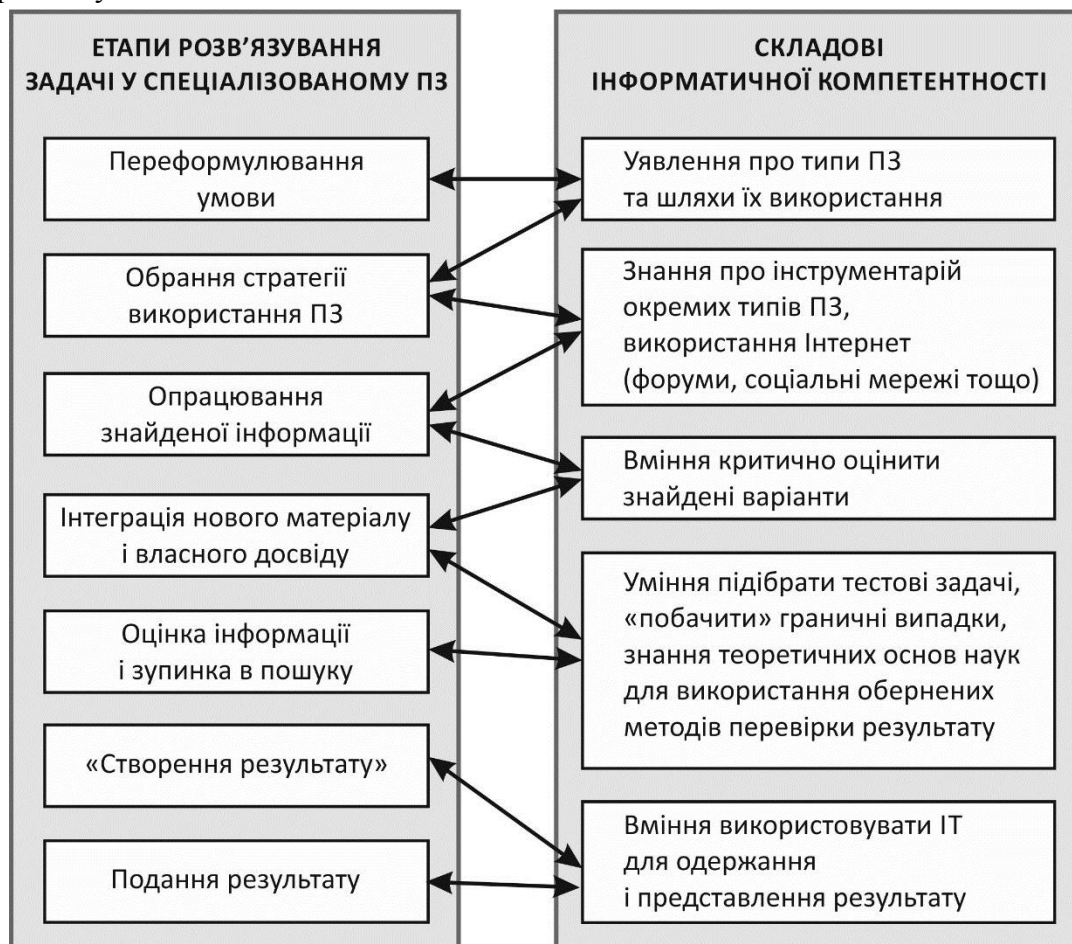 ЕТАПИ РОЗВ’ЯЗУВАННЯ
ЗАДАЧІ У СПЕЦІАЛІЗОВАНОМУ ПЗ
Переформулювання
умови
Обрання стратегії
використання ПЗ
Опрацювання
знайденої інформації
Інтеграція нового матеріалу
і власного досвіду
Оцінка інформації
і зупинка в пошуку
«Створення результату»
Подання результату
СКЛАДОВІ
ІНФОРМАТИЧНОЇ КОМПЕТЕНТНОСТІ
Уявлення про типи ПЗ
та шляхи їх використання
Знання про інструментарій
окремих типів ПЗ,
використання Інтернет
(форуми, соціальні мережі тощо)
Вміння критично оцінити
знайдені варіанти
Уміння підібрати тестові задачі,
«побачити» граничні випадки,
знання теоретичних основ наук
для використання обернених
методів перевірки результату
Вміння використовувати ІТ
для одержання
і представлення результату